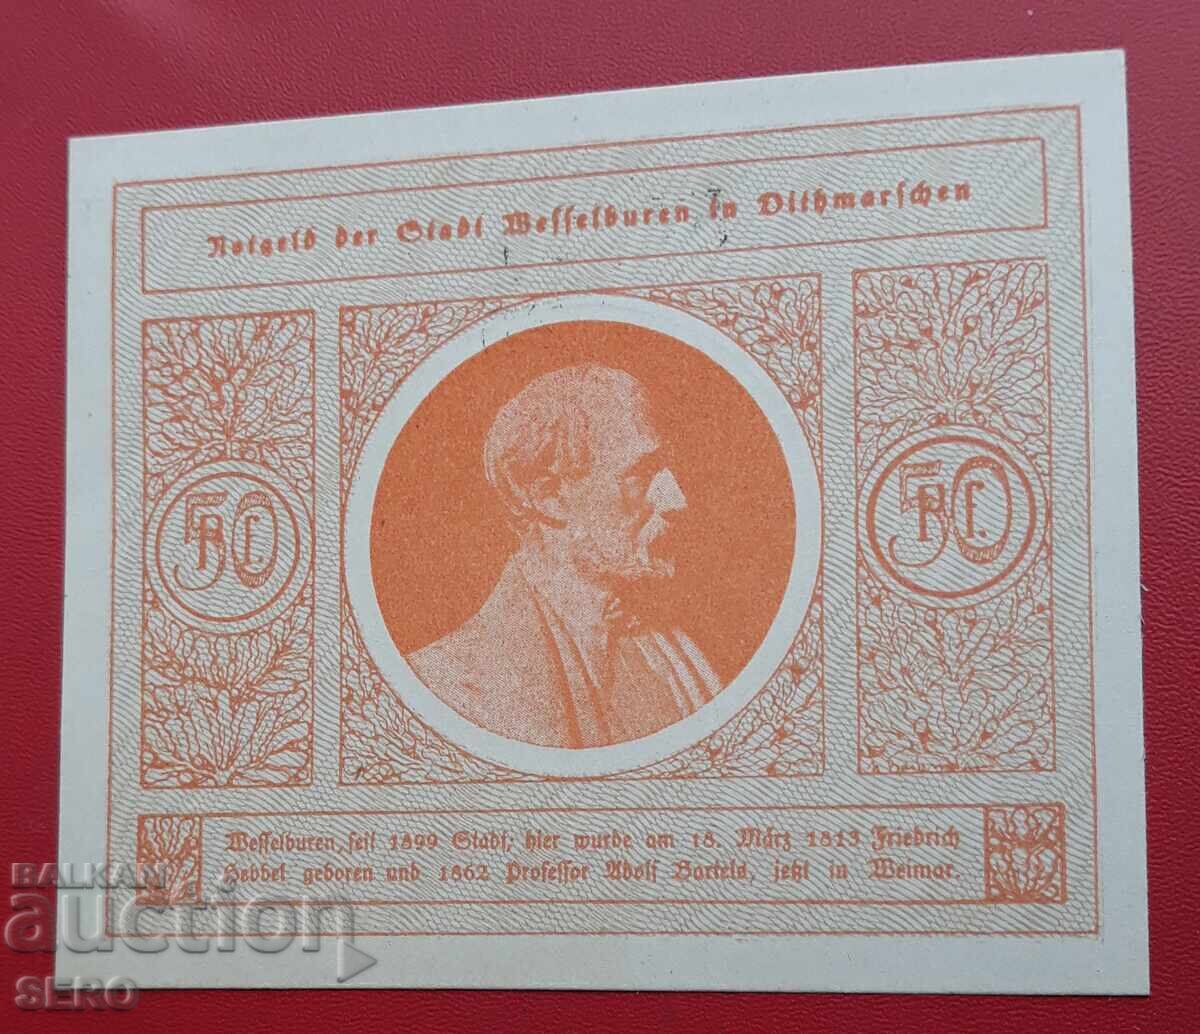 Notgeld der Stadt Wesselburen in Dithmarschen
50 Pf.
50 Pf.
Wesselburen, seit 1899 Stadt, hier wurde am 18. März 1813 Friedrich
Hebbel geboren und 1862 Professor Adolf Bartels, jetzt in Weimar.
BALKAN
auction
SERO